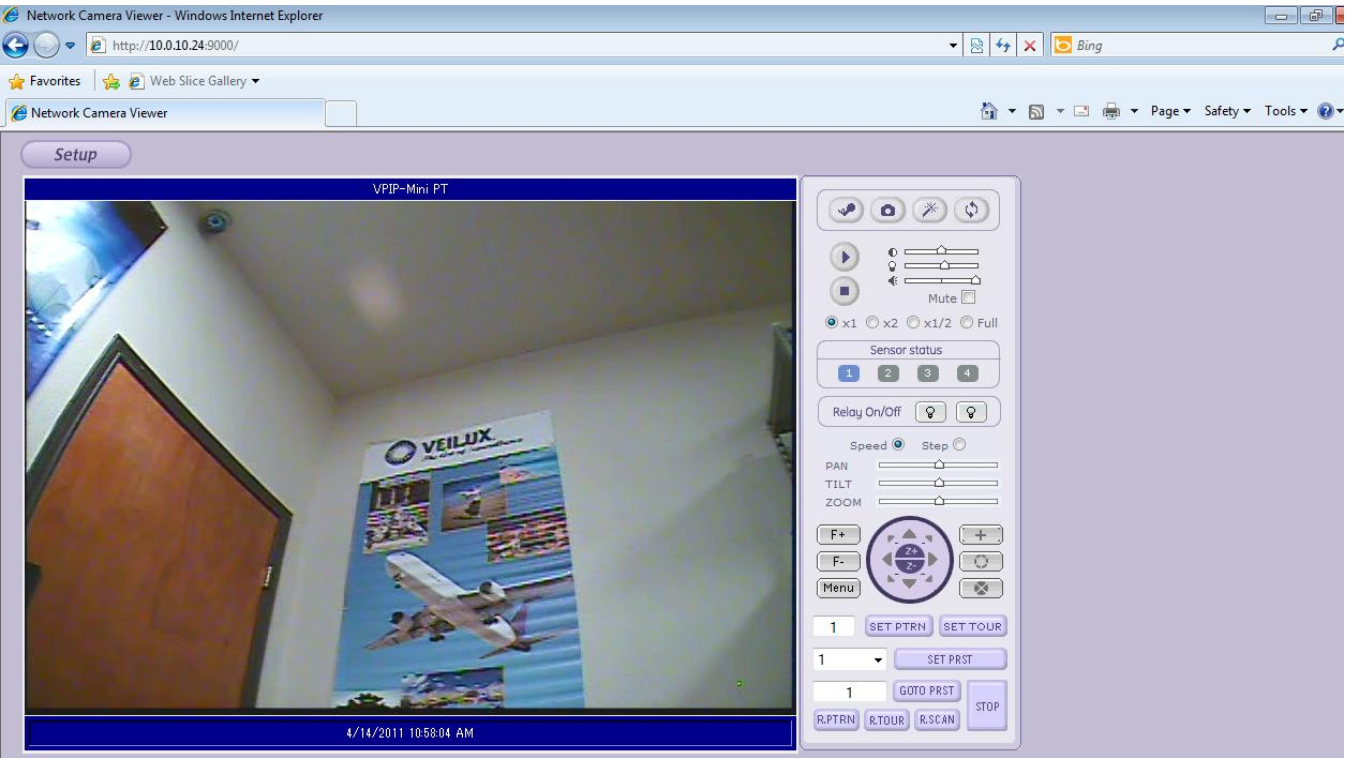 Network Camera Viewer - Windows Internet Explorer
http://10.0.10.24:9000/
Bing
Favorites Web Slice Gallery
Network Camera Viewer
Page Safety Tools
Setup
VPIP-Mini PT
VEILUX
4/14/2011 10:58:04 AM
Mute
x1 x2 x1/2 Full
Sensor status
1 2 3 4
Relay On/Off
Speed Step
PAN
TILT
ZOOM
F+
Z+
F-
Z-
Menu
1 SET PTRN SET TOUR
1 SET PRST
1 GOTO PRST
STOP
R.PTRN R.TOUR R.SCAN